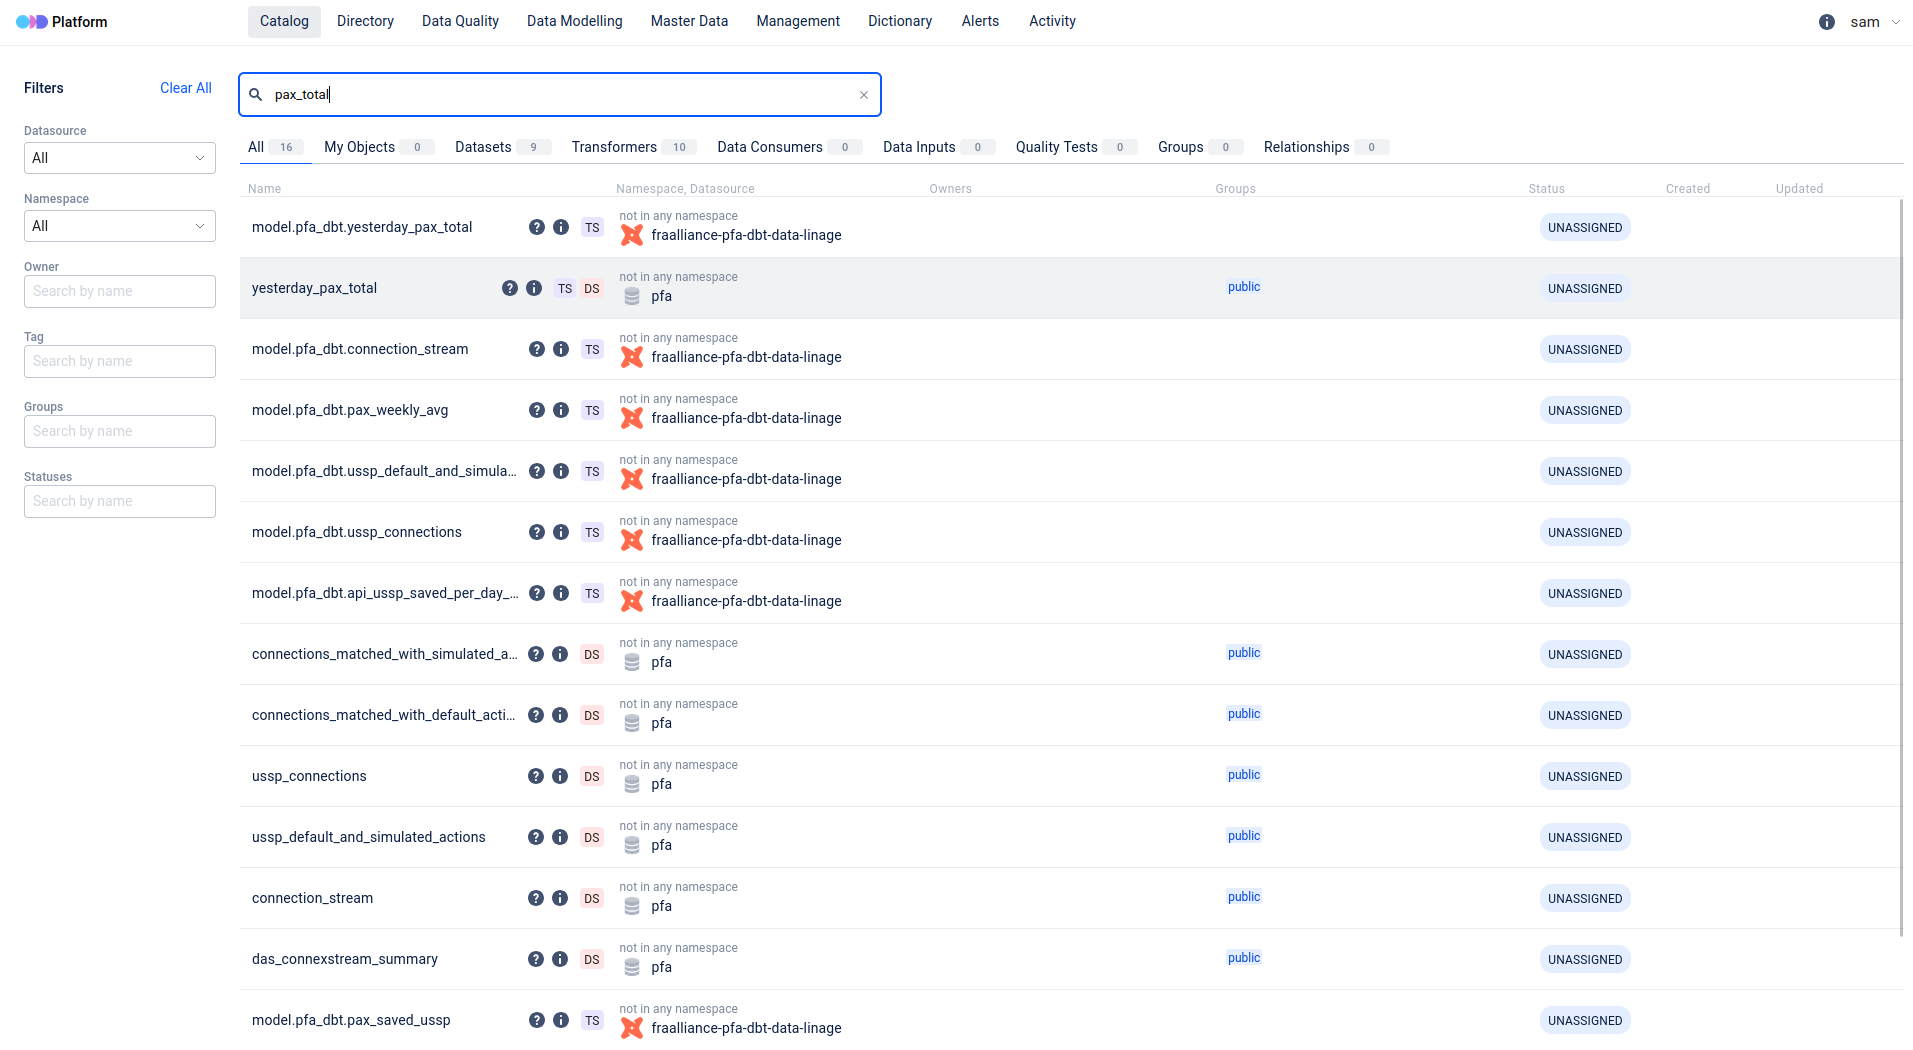 Platform Catalog Directory Data Quality Data Modelling Master Data Management Dictionary Alerts Activity sam
Filters Clear All
pax_total
Datasource
All
Namespace
All
Owner
Search by name
Tag
Search by name
Groups
Search by name
Statuses
Search by name
All 16 My Objects 0 Datasets 9 Transformers 10 Data Consumers 0 Data Inputs 0 Quality Tests 0 Groups 0 Relationships 0
Name Namespace, Datasource Owners Groups Status Created Updated
not in any namespace
model.pfa_dbt.yesterday_pax_total ? i TS fraalliance-pfa-dbt-data-linage UNASSIGNED
not in any namespace
yesterday_pax_total ? i TS DS pfa public UNASSIGNED
not in any namespace
model.pfa_dbt.connection_stream ? i TS fraalliance-pfa-dbt-data-linage UNASSIGNED
not in any namespace
model.pfa_dbt.pax_weekly_avg ? i TS fraalliance-pfa-dbt-data-linage UNASSIGNED
not in any namespace
model.pfa_dbt.ussp_default_and_simula... ? i TS fraalliance-pfa-dbt-data-linage UNASSIGNED
not in any namespace
model.pfa_dbt.ussp_connections ? i TS fraalliance-pfa-dbt-data-linage UNASSIGNED
not in any namespace
model.pfa_dbt.api_ussp_saved_per_day_... ? i TS fraalliance-pfa-dbt-data-linage UNASSIGNED
not in any namespace
connections_matched_with_simulated_a... ? i DS pfa public UNASSIGNED
not in any namespace
connections_matched_with_default_acti... ? i DS pfa public UNASSIGNED
not in any namespace
ussp_connections ? i DS pfa public UNASSIGNED
not in any namespace
ussp_default_and_simulated_actions ? i DS pfa public UNASSIGNED
not in any namespace
connection_stream ? i DS pfa public UNASSIGNED
not in any namespace
das_connexstream_summary ? i DS pfa public UNASSIGNED
not in any namespace
model.pfa_dbt.pax_saved_ussp ? i TS fraalliance-pfa-dbt-data-linage UNASSIGNED